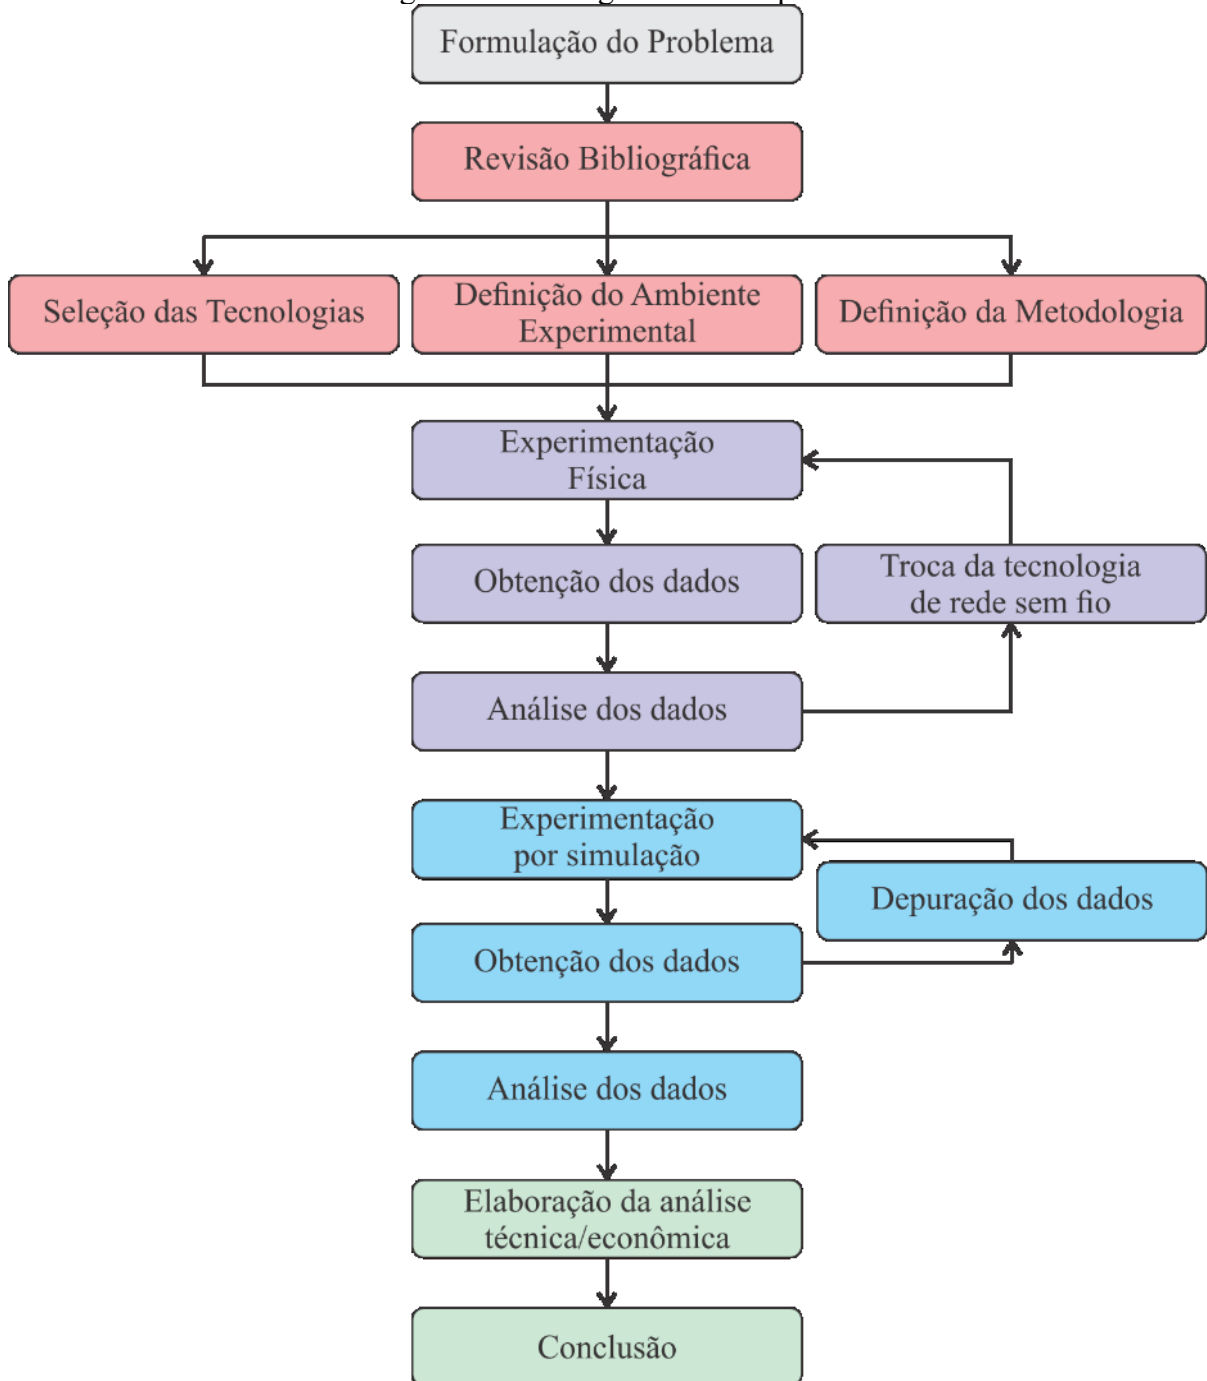 Formulação do Problema
Revisão Bibliográfica
Seleção das Tecnologias
Definição do Ambiente
Experimental
Definição da Metodologia
Experimentação
Física
Obtenção dos dados
Troca da tecnologia
de rede sem fio
Análise dos dados
Experimentação
por simulação
Depuração dos dados
Obtenção dos dados
Análise dos dados
Elaboração da análise
técnica/econômica
Conclusão